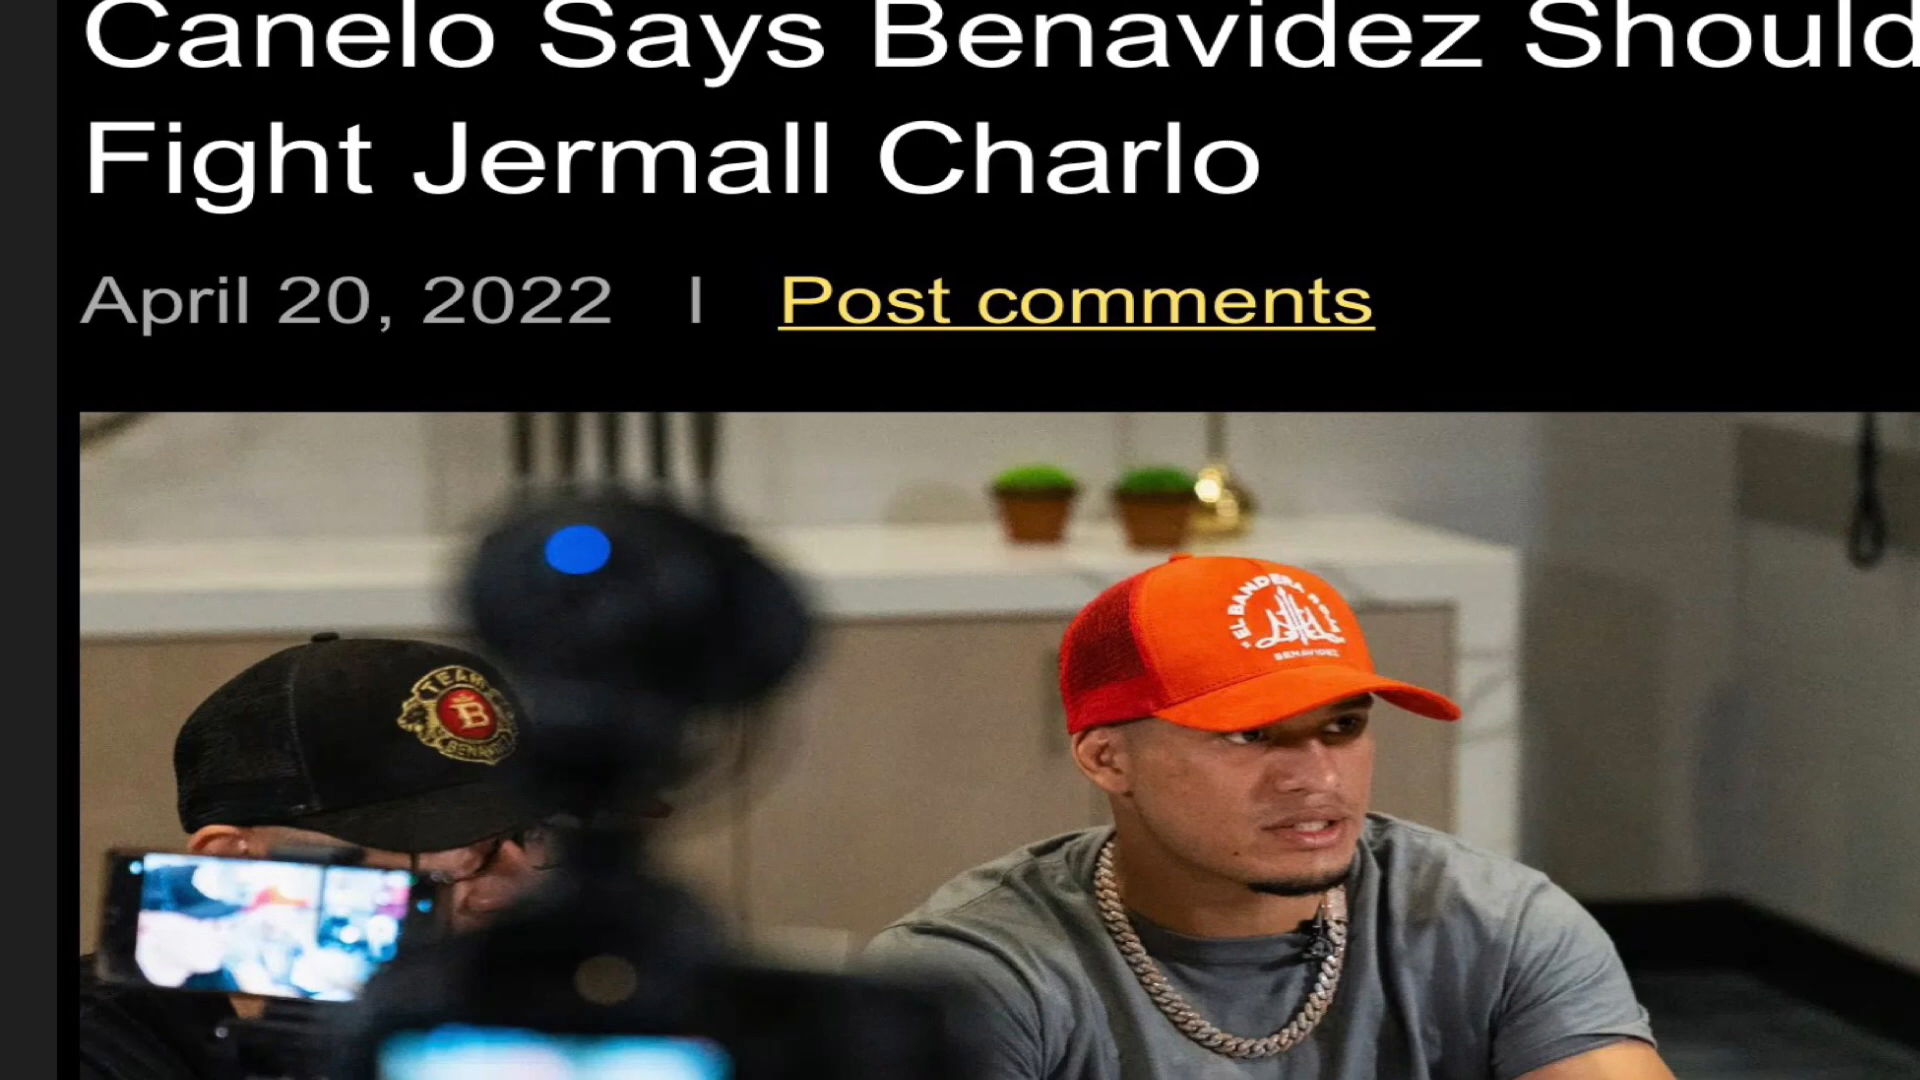 Canelo Says Benavidez Should
Fight Jermall Charlo
April 20, 2022 | Post comments
EL BANDERA
BENAVIDEZ
TEAM
B